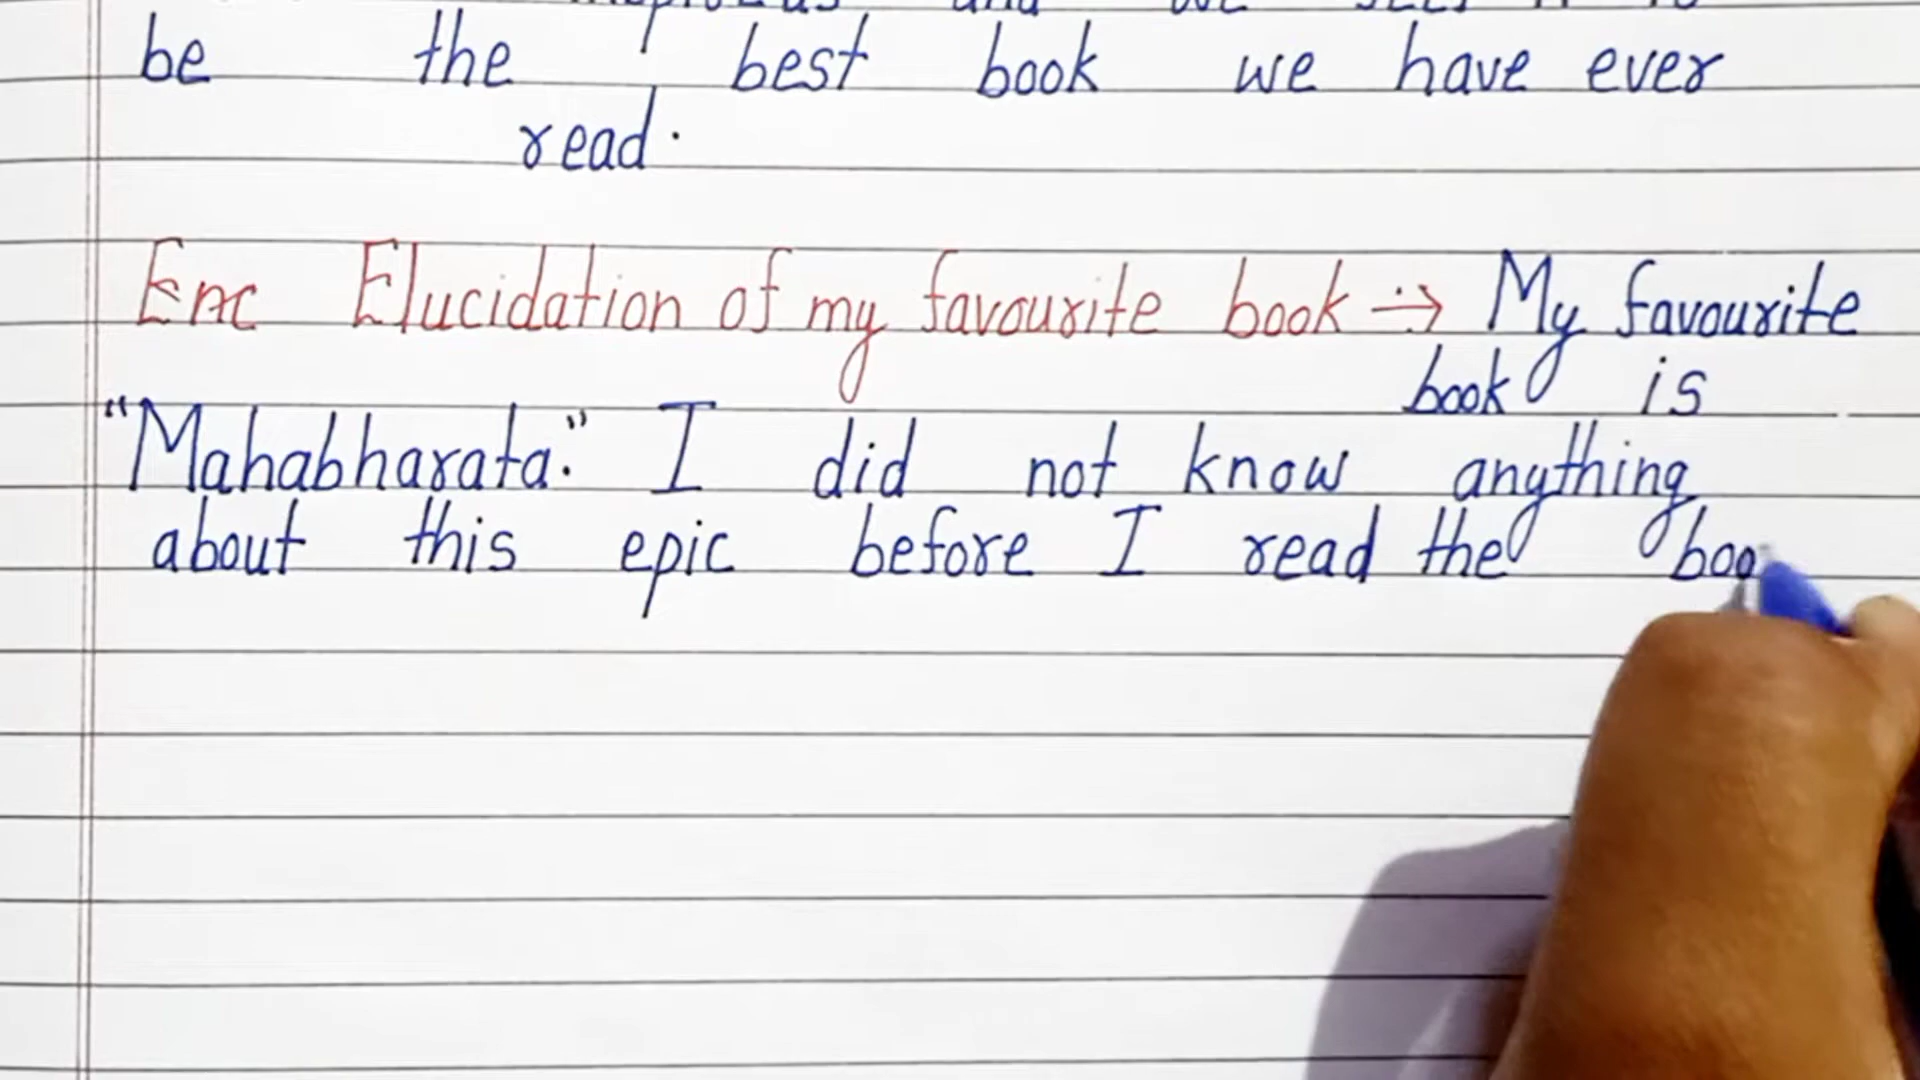 be the best book we have ever
read.
Enc Elucidation of my favourite book :→ My favourite
book is
"Mahabharata." I did not know anything
about this epic before I read the boo